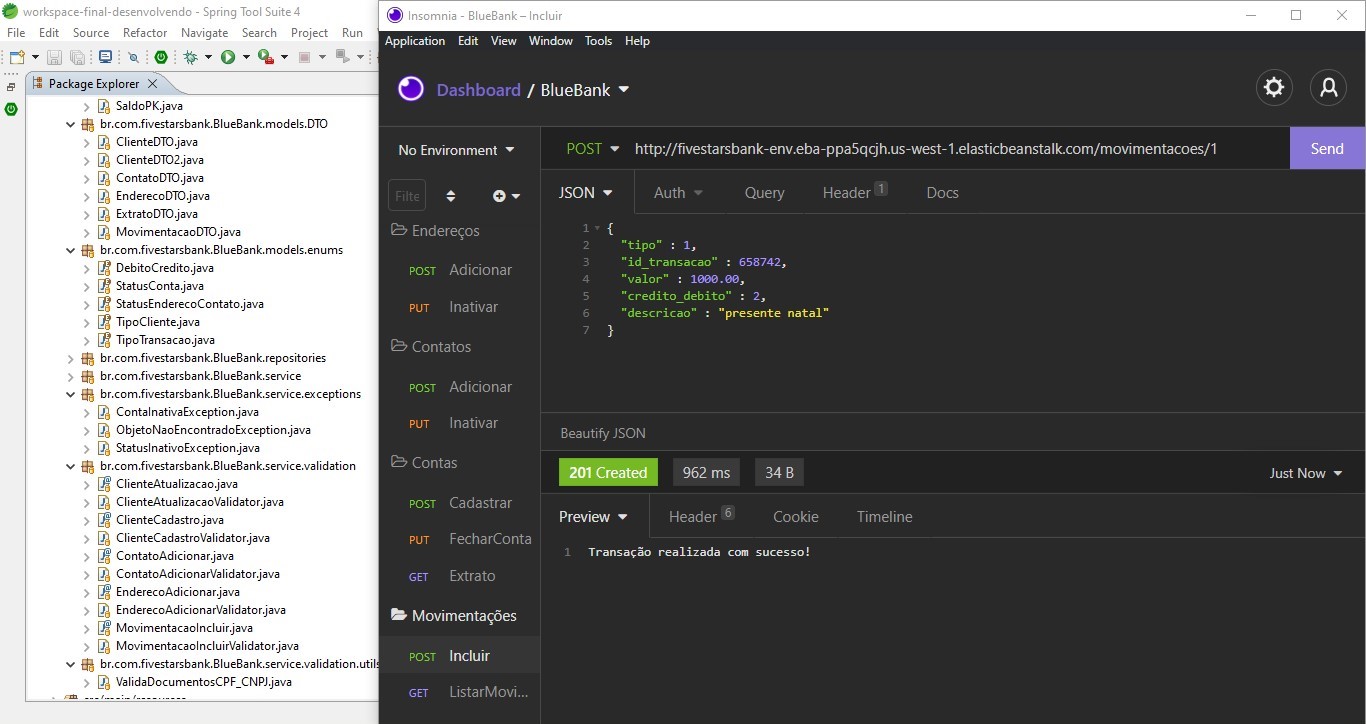 workspace-final-desenvolvendo - Spring Tool Suite 4
File Edit Source Refactor Navigate Search Project Run
Package Explorer
SaldoPK.java
br.com.fivestarsbank.BlueBank.models.DTO
ClienteDTO.java
ClienteDTO2.java
ContatoDTO.java
EnderecoDTO.java
ExtratoDTO.java
MovimentacaoDTO.java
br.com.fivestarsbank.BlueBank.models.enums
DebitoCredito.java
StatusConta.java
StatusEnderecoContato.java
TipoCliente.java
TipoTransacao.java
br.com.fivestarsbank.BlueBank.repositories
br.com.fivestarsbank.BlueBank.service
br.com.fivestarsbank.BlueBank.service.exceptions
ContaInativaException.java
ObjetoNaoEncontradoException.java
StatusInativoException.java
br.com.fivestarsbank.BlueBank.service.validation
ClienteAtualizacao.java
ClienteAtualizacaoValidator.java
ClienteCadastro.java
ClienteCadastroValidator.java
ContatoAdicionar.java
ContatoAdicionarValidator.java
EnderecoAdicionar.java
EnderecoAdicionarValidator.java
MovimentacaoIncluir.java
MovimentacaoIncluirValidator.java
br.com.fivestarsbank.BlueBank.service.validation.utils
ValidaDocumentosCPF_CNPJ.java
Insomnia - BlueBank – Incluir
Application Edit View Window Tools Help
Dashboard / BlueBank
No Environment
Filte
Endereços
POST Adicionar
PUT Inativar
Contatos
POST Adicionar
PUT Inativar
Contas
POST Cadastrar
PUT FecharConta
GET Extrato
Movimentações
POST Incluir
GET ListarMovi...
POST http://fivestarsbank-env.eba-ppa5qcjh.us-west-1.elasticbeanstalk.com/movimentacoes/1 Send
JSON Auth Query Header 1 Docs
1 {
2 "tipo" : 1,
3 "id_transacao" : 658742,
4 "valor" : 1000.00,
5 "credito_debito" : 2,
6 "descricao" : "presente natal"
7 }
Beautify JSON
201 Created 962 ms 34 B Just Now
Preview Header 6 Cookie Timeline
1 Transação realizada com sucesso!